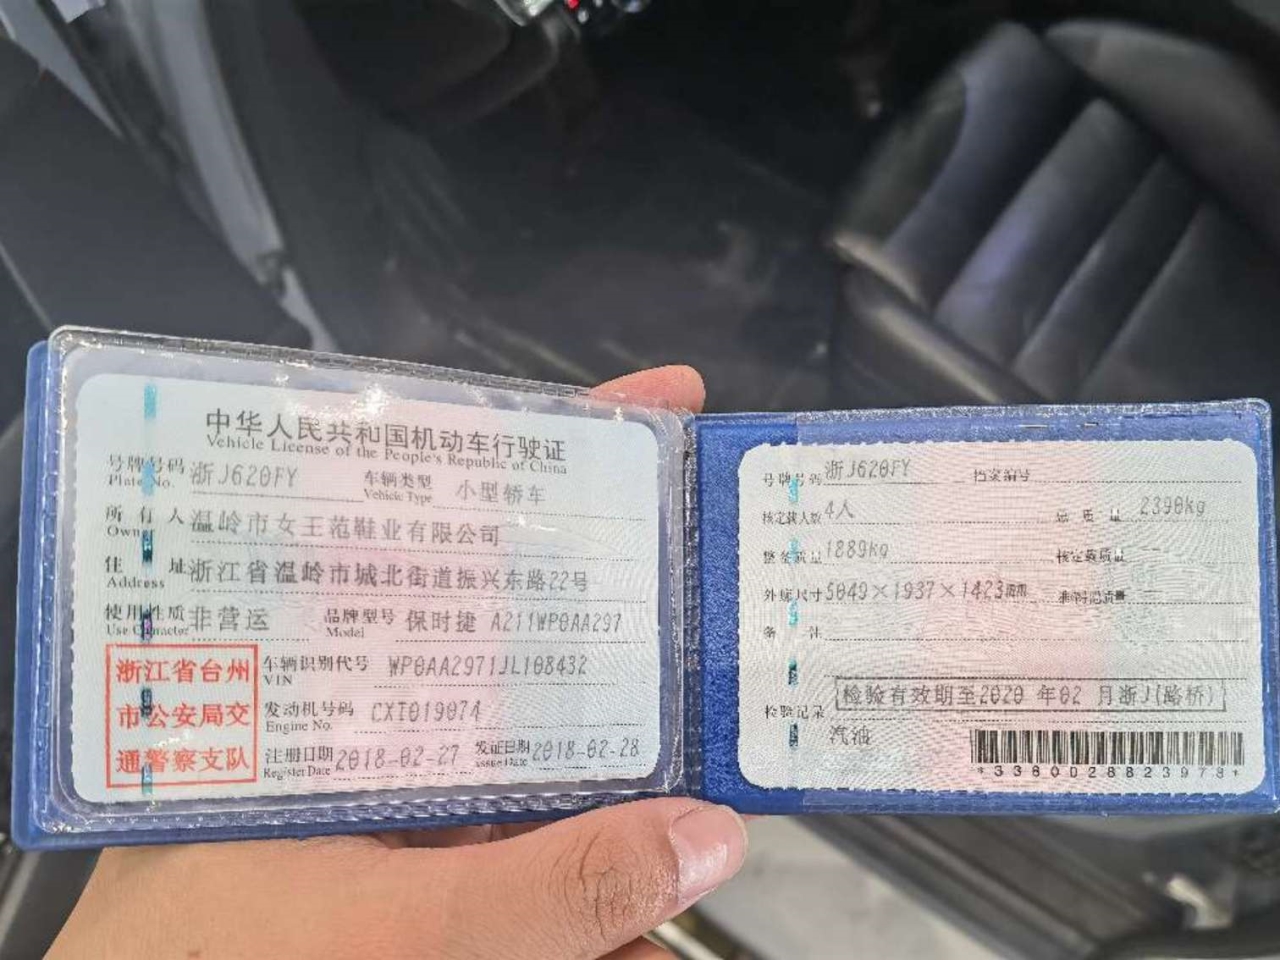 中华人民共和国机动车行驶证
Vehicle License of the People's Republic of China
号牌号码 浙J620FY 车辆类型 小型轿车
Plate No. Vehicle Type
所有人 温岭市女王范鞋业有限公司
Owner
住址 浙江省温岭市城北街道振兴东路22号
Address
使用性质 非营运 品牌型号 保时捷 A211WP0AA297
Use Character Model
浙江省台州
市公安局交
通警察支队
车辆识别代号 WP0AA2971JL108432
VIN
发动机号码 CXT019074
Engine No.
注册日期 2018-02-27 发证日期 2018-02-28
Register Date Issue Date
号牌号码 浙J620FY 档案编号
核定载人数 4人 总质量 2390kg
整备质量 1889kg 核定载质量
外廓尺寸 5049×1937×1423mm 准牵引总质量
备注
检验有效期至2020年02月浙J(路桥)
检验记录
汽油
*3380028823978*